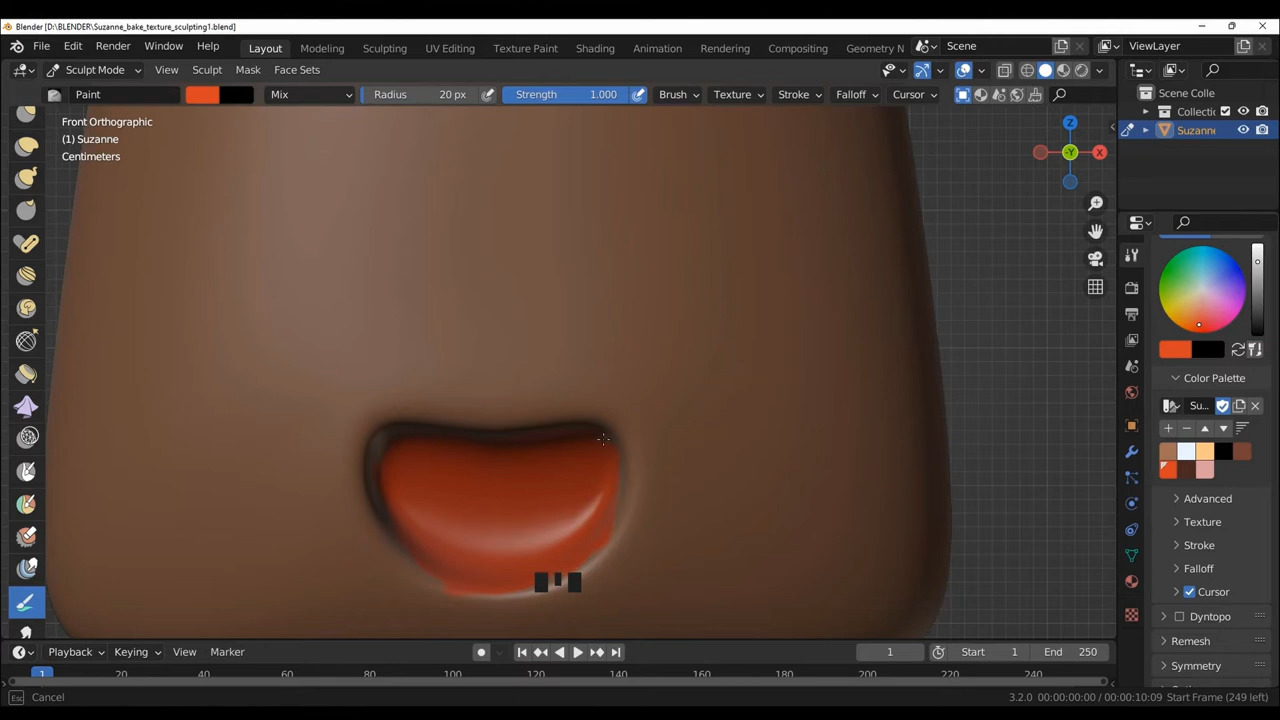 Blender [D:\BLENDER\Suzanne_bake_texture_sculpting1.blend]
File Edit Render Window Help Layout Modeling Sculpting UV Editing Texture Paint Shading Animation Rendering Compositing Geometry N Scene ViewLayer
Sculpt Mode View Sculpt Mask Face Sets
Paint Mix Radius 20 px Strength 1.000 Brush Texture Stroke Falloff Cursor
Scene Colle
Collecti
Suzanne
Front Orthographic
(1) Suzanne
Centimeters
Z
-Y
X
Color Palette
Su...
Advanced
Texture
Stroke
Falloff
Cursor
Dyntopo
Remesh
Symmetry
Playback Keying View Marker 1 Start 1 End 250
1 20 40 60 80 100 120 140 160 180 200 220 240
Esc Cancel 3.2.0 00:00:00:00 / 00:00:10:09 Start Frame (249 left)